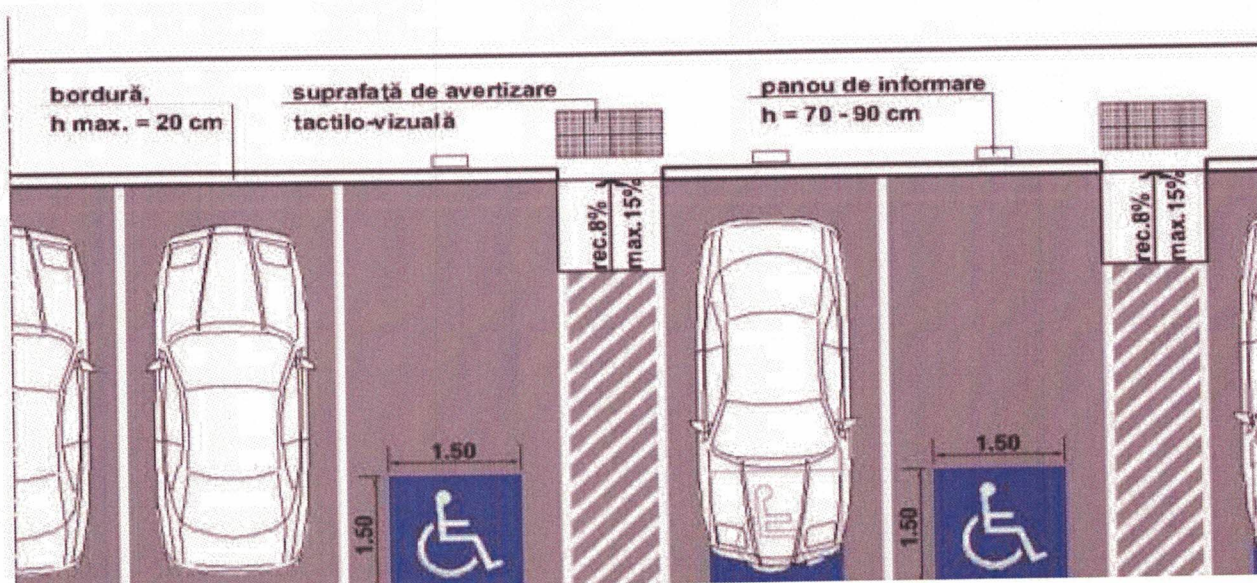 bordură,
h max. = 20 cm
suprafaţă de avertizare
tactilo-vizuală
panou de informare
h = 70 - 90 cm
rec.8%
max.15%
rec.8%
max.15%
1.50
1.50
1.50
1.50